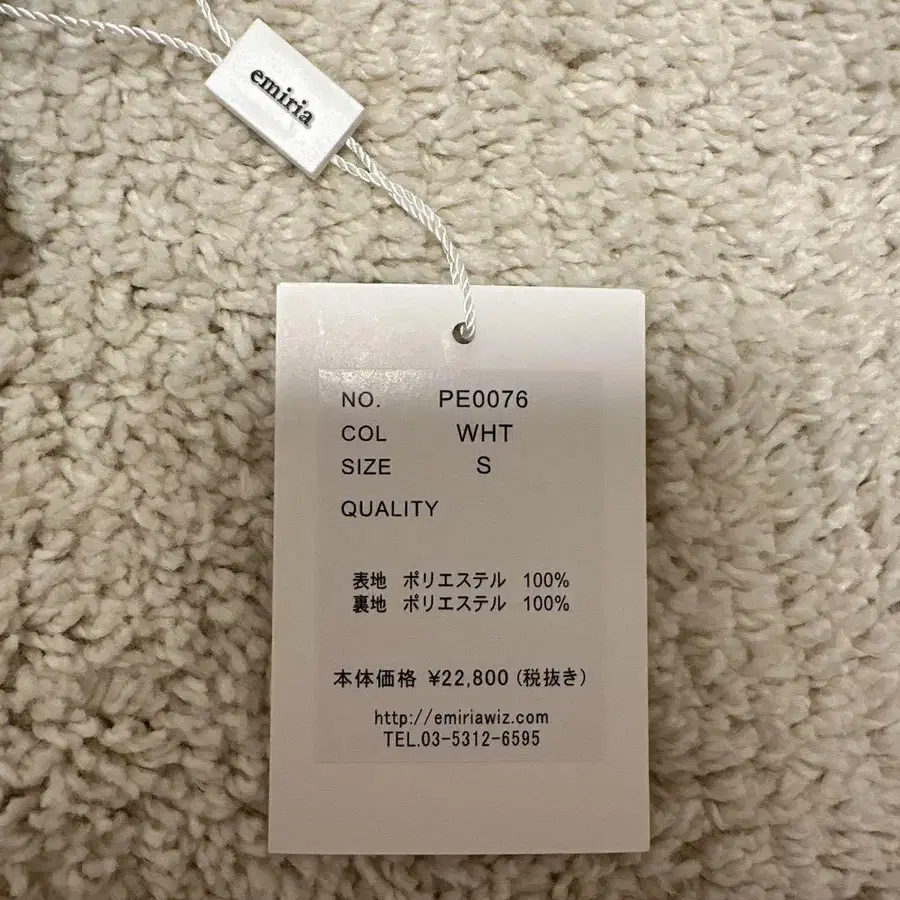 emiria
NO. PE0076
COL WHT
SIZE S
QUALITY
表地 ポリエステル 100%
裏地 ポリエステル 100%
本体価格 ¥22,800 (税抜き)
http://emiriawiz.com
TEL.03-5312-6595